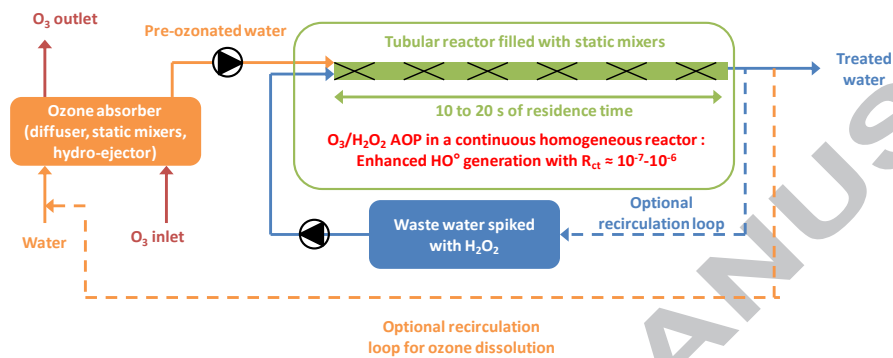 O₃ outlet
Pre-ozonated water
Tubular reactor filled with static mixers
Treated
water
Ozone absorber
(diffuser, static mixers,
hydro-ejector)
10 to 20 s of residence time
O₃/H₂O₂ AOP in a continuous homogeneous reactor :
Enhanced HO° generation with Rct ≈ 10⁻⁷-10⁻⁶
Water
O₃ inlet
Waste water spiked
with H₂O₂
Optional
recirculation loop
Optional recirculation
loop for ozone dissolution
ANUS